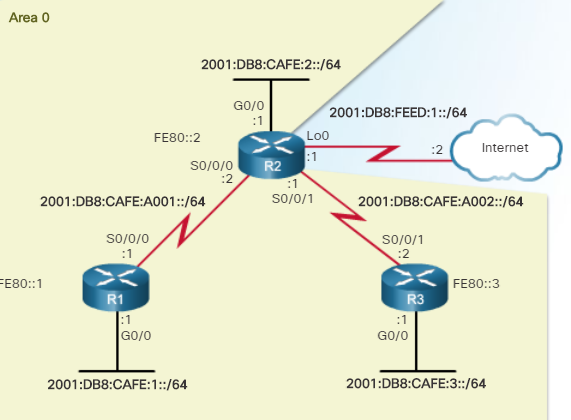 Area 0
2001:DB8:CAFE:2::/64
G0/0
:1
2001:DB8:FEED:1::/64
FE80::2
Lo0
:1
:2
Internet
R2
S0/0/0
:2
:1
S0/0/1
2001:DB8:CAFE:A001::/64
2001:DB8:CAFE:A002::/64
S0/0/0
:1
S0/0/1
:2
FE80::1
R1
R3
FE80::3
:1
G0/0
:1
G0/0
2001:DB8:CAFE:1::/64
2001:DB8:CAFE:3::/64